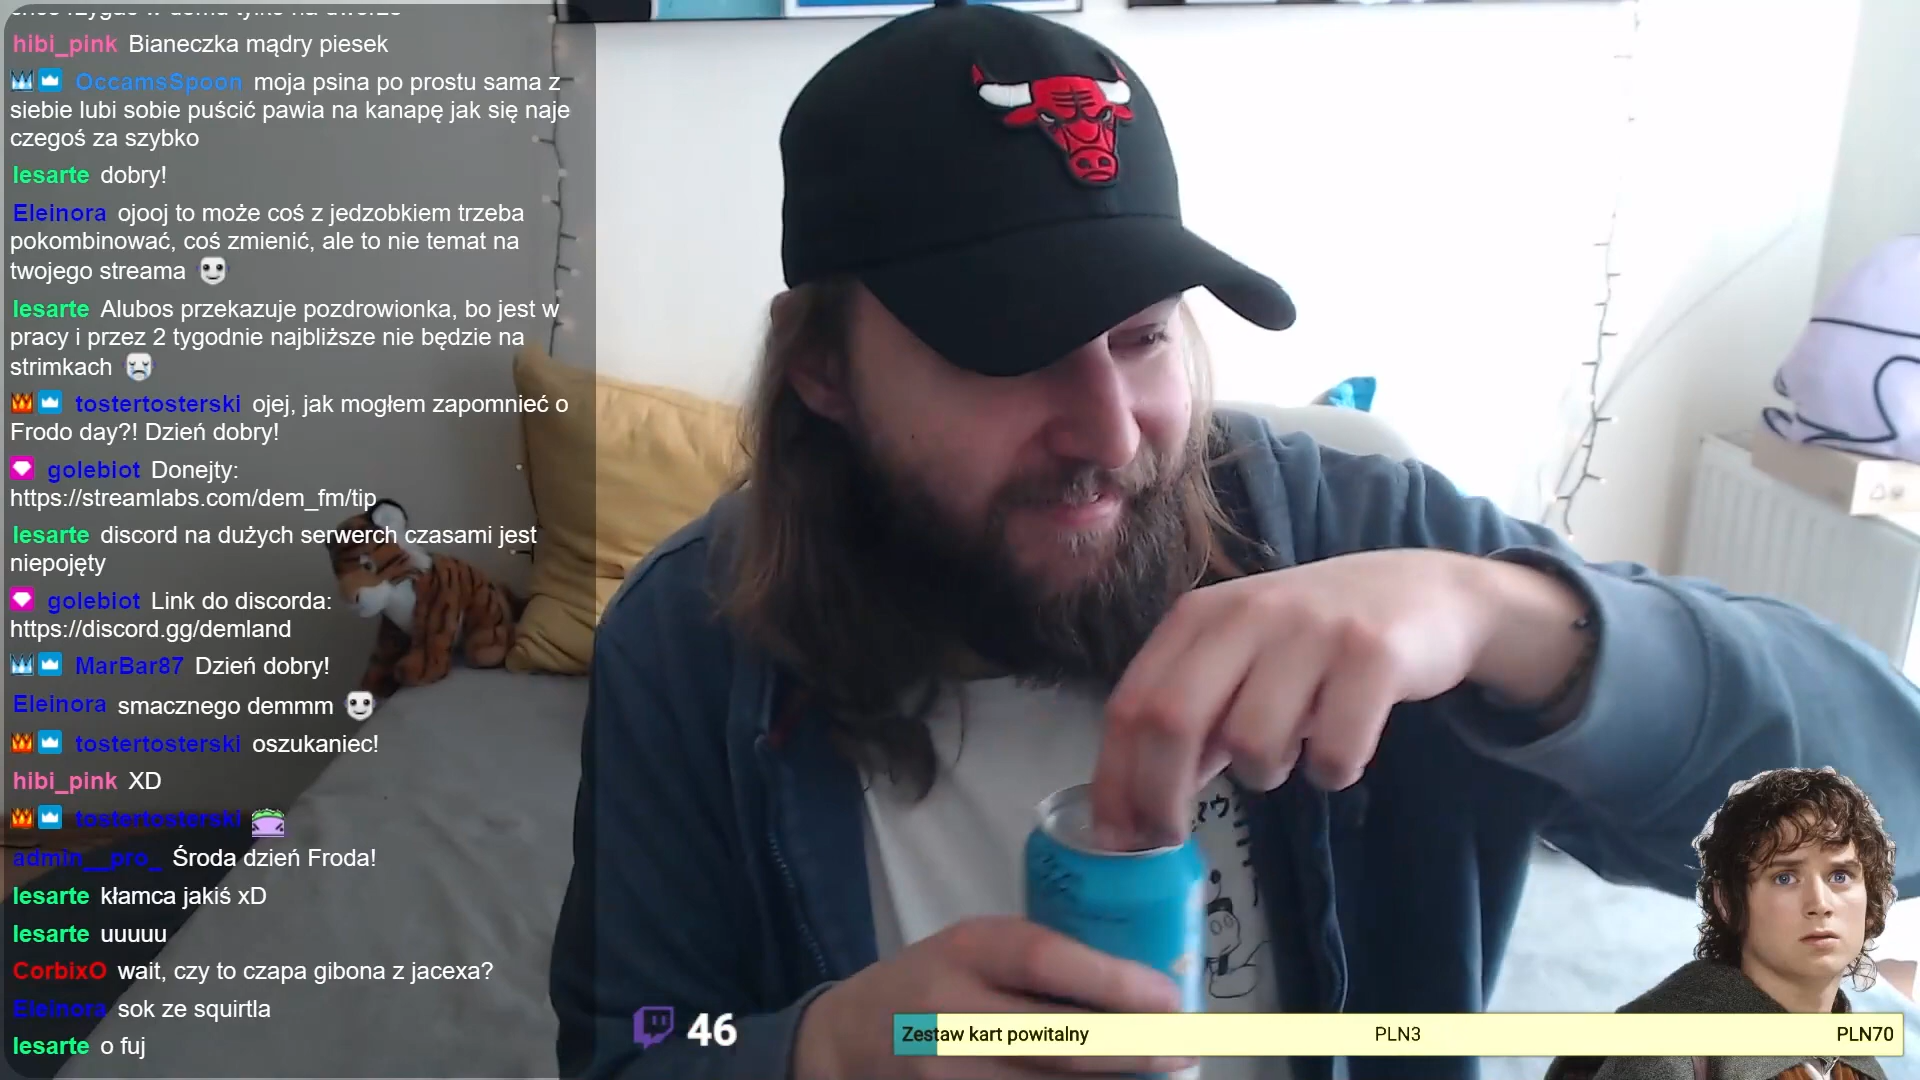 hibi_pink Bianeczka mądry piesek
OccamsSpoon moja psina po prostu sama z
siebie lubi sobie puścić pawia na kanapę jak się naje
czegoś za szybko
lesarte dobry!
Eleinora ojooj to może coś z jedzobkiem trzeba
pokombinować, coś zmienić, ale to nie temat na
twojego streama
lesarte Alubos przekazuje pozdrowionka, bo jest w
pracy i przez 2 tygodnie najbliższe nie będzie na
strimkach
tostertosterski ojej, jak mogłem zapomnieć o
Frodo day?! Dzień dobry!
golebiot Donejty:
https://streamlabs.com/dem_fm/tip
lesarte discord na dużych serwerch czasami jest
niepojęty
golebiot Link do discorda:
https://discord.gg/demland
MarBar87 Dzień dobry!
Eleinora smacznego demmm
tostertosterski oszukaniec!
hibi_pink XD
tostertosterski
admin__pro_ Środa dzień Froda!
lesarte kłamca jakiś xD
lesarte uuuuu
CorbixO wait, czy to czapa gibona z jacexa?
Eleinora sok ze squirtla
lesarte o fuj
46
Zestaw kart powitalny PLN3 PLN70